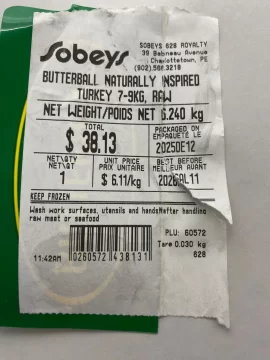 Sobeys
SOBEYS 628 ROYALTY
39 Babineau Avenue
Charlottetown, PE
(902)566.3218
BUTTERBALL NATURALLY INSPIRED
TURKEY 7-9KG, RAW
NET WEIGHT/POIDS NET 6.240 kg
TOTAL
$ 38.13
PACKAGED ON
EMPAQUETÉ LE
2025DE12
NET\QTY
NET\QT
1
UNIT PRICE
PRIX UNITAIRE
$ 6.11/kg
BEST BEFORE
MEILLEUR AVANT
2026AL11
KEEP FROZEN
Wash work surfaces, utensils and hands after handling
raw meat or seafood
PLU: 60572
Tare 0.030 kg
628
11:42AM
0260572 438131